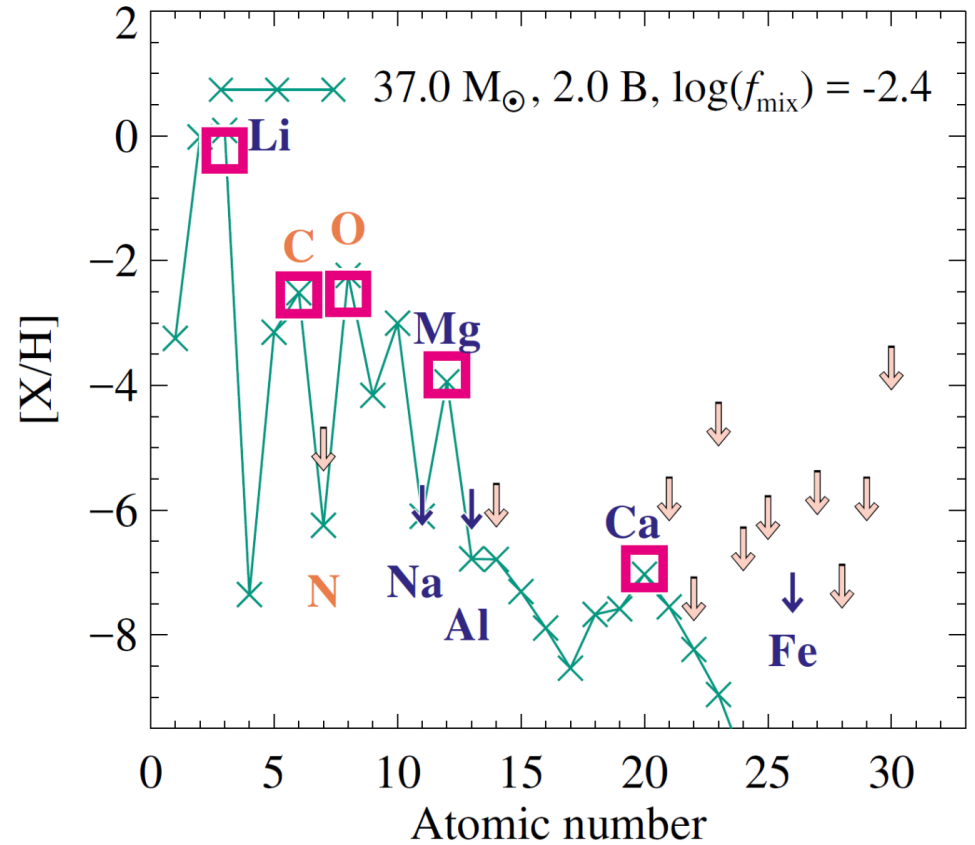 2
0
−2
−4
−6
−8
[X/H]
37.0 M☉, 2.0 B, log(fmix) = -2.4
Li
C
O
Mg
N
Na
Al
Ca
Fe
0 5 10 15 20 25 30
Atomic number